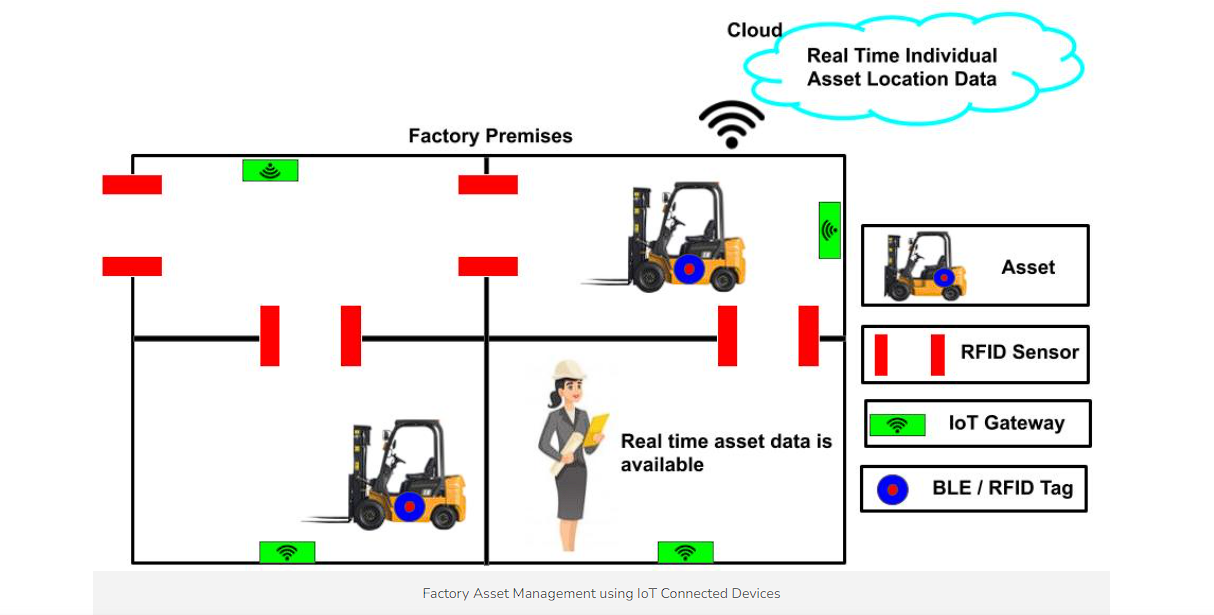 Cloud
Real Time Individual
Asset Location Data
Factory Premises
Asset
RFID Sensor
IoT Gateway
Real time asset data is
available
BLE / RFID Tag
Factory Asset Management using IoT Connected Devices